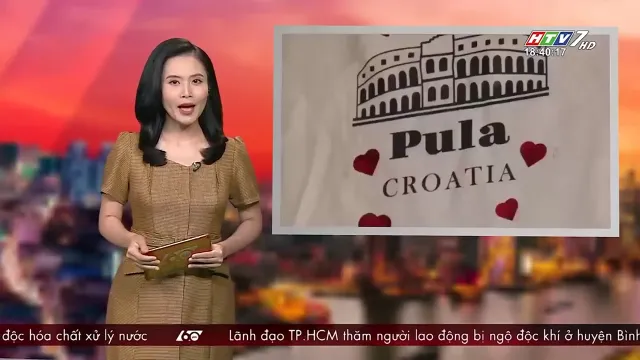 HTV7 HD
18:40:17
Pula
CROATIA
độc hóa chất xử lý nước
60
Lãnh đạo TP.HCM thăm người lao động bị ngộ độc khí ở huyện Bình